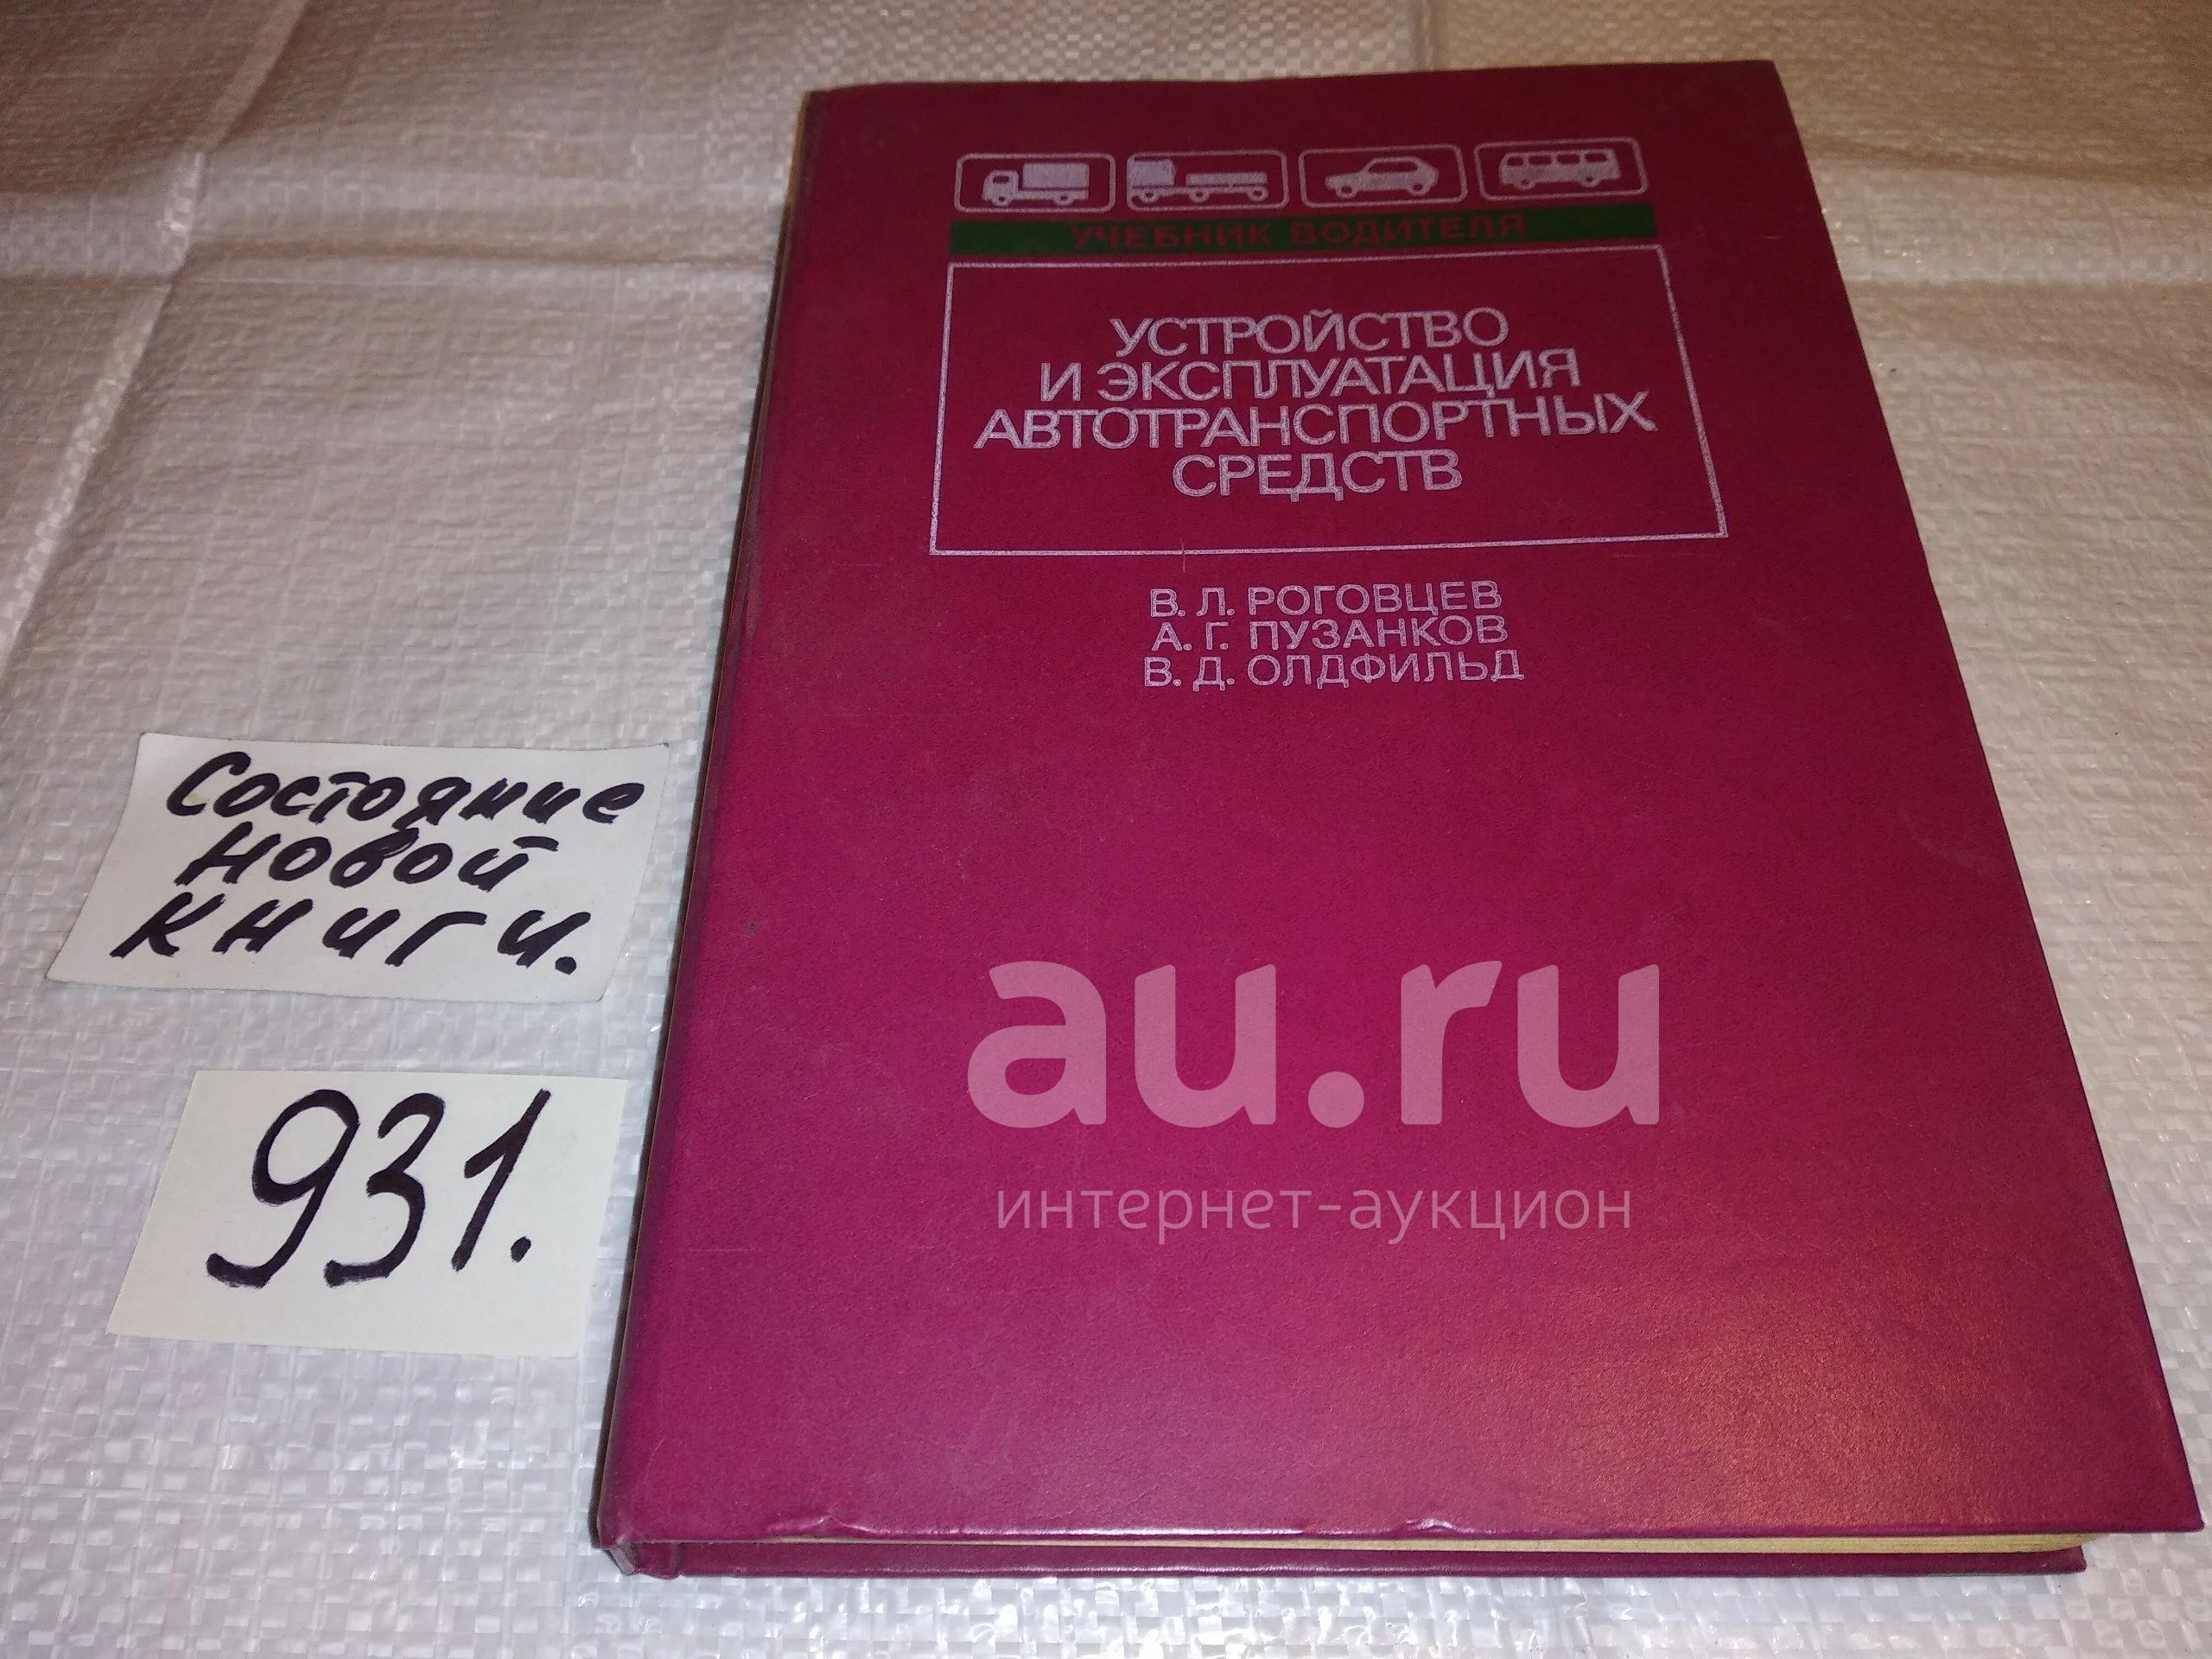 УЧЕБНИК ВОДИТЕЛЯ
УСТРОЙСТВО
И ЭКСПЛУАТАЦИЯ
АВТОТРАНСПОРТНЫХ
СРЕДСТВ
В. Л. РОГОВЦЕВ
А. Г. ПУЗАНКОВ
В. Д. ОЛДФИЛЬД
Состояние
новой
книги.
931.
au.ru
интернет-аукцион